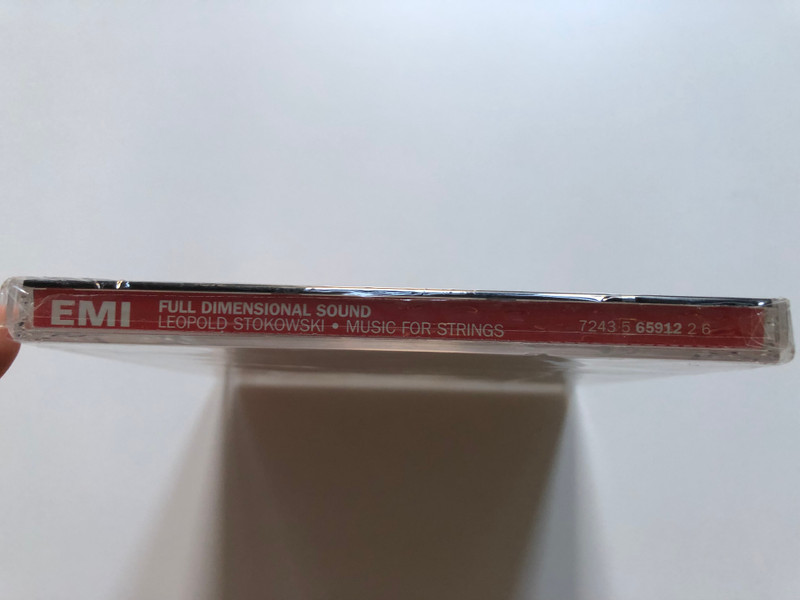 EMI
FULL DIMENSIONAL SOUND
LEOPOLD STOKOWSKI • MUSIC FOR STRINGS
7243 5 65912 2 6